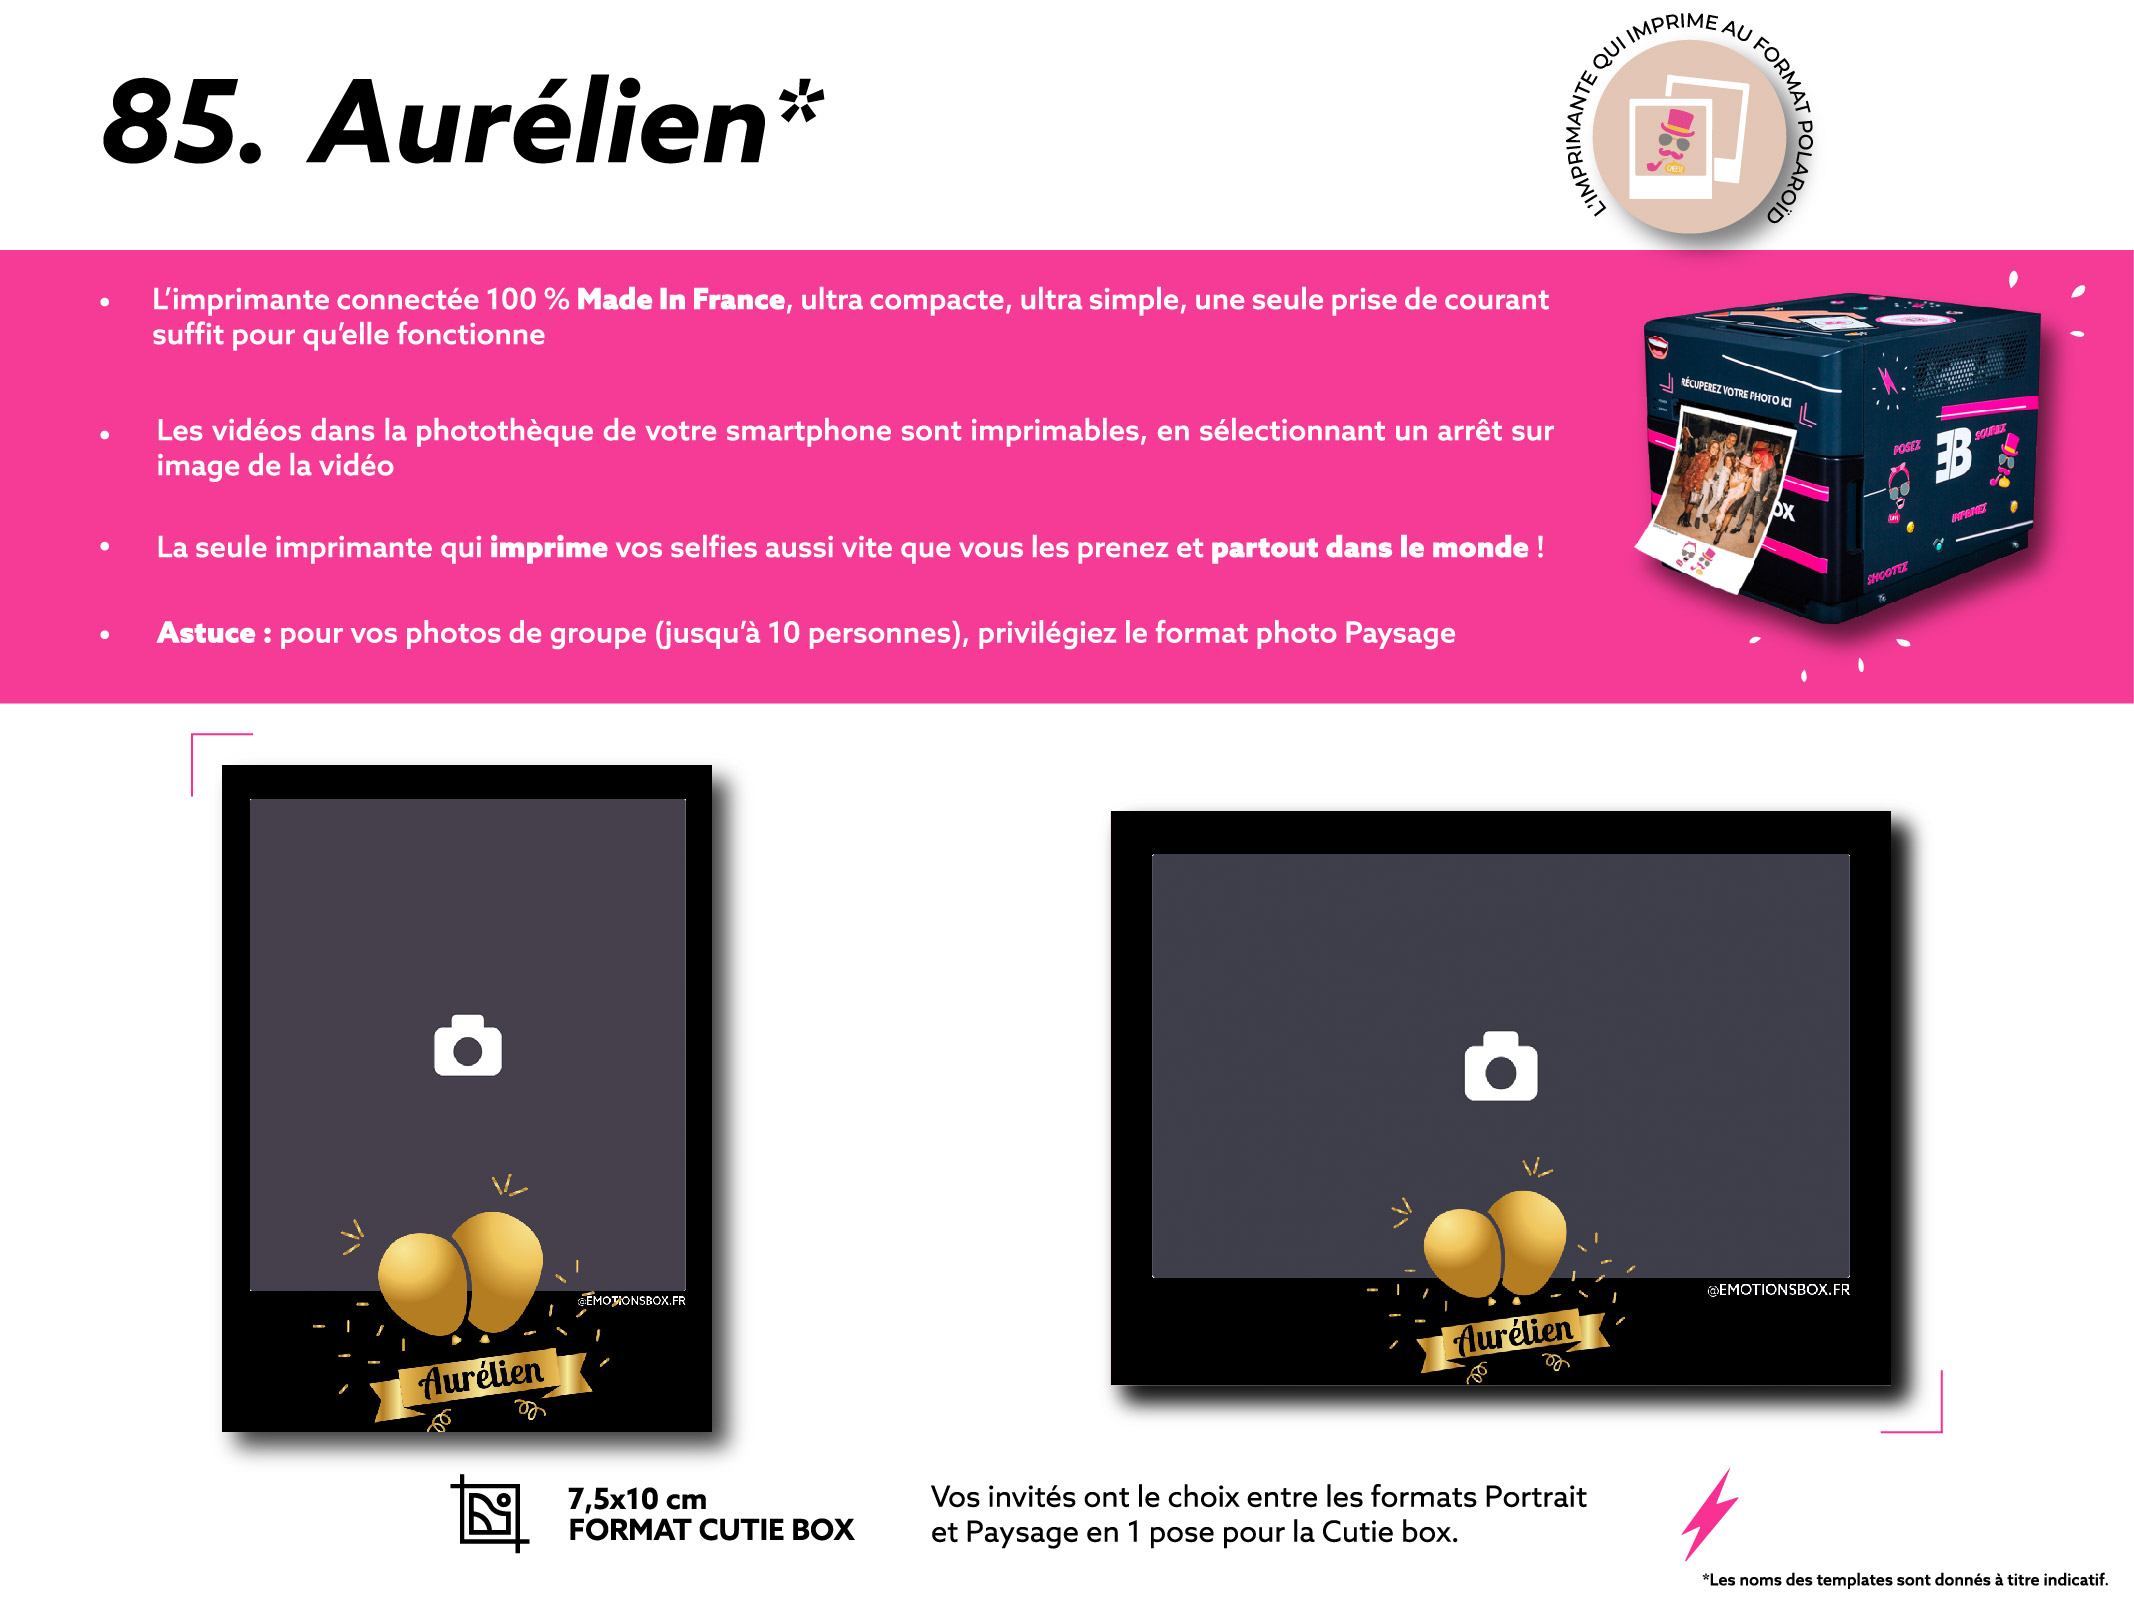 85. Aurélien*
L'IMPRIMANTE QUI IMPRIME AU FORMAT POLAROÏD
• L'imprimante connectée 100 % Made In France, ultra compacte, ultra simple, une seule prise de courant
suffit pour qu'elle fonctionne
• Les vidéos dans la photothèque de votre smartphone sont imprimables, en sélectionnant un arrêt sur
image de la vidéo
• La seule imprimante qui imprime vos selfies aussi vite que vous les prenez et partout dans le monde !
• Astuce : pour vos photos de groupe (jusqu'à 10 personnes), privilégiez le format photo Paysage
RÉCUPEREZ VOTRE PHOTO ICI
POSEZ
EB
SOURIEZ
OX
IMPRIMEZ
SHOOTEZ
@EMOTIONSBOX.FR
Aurélien
@EMOTIONSBOX.FR
Aurélien
7,5x10 cm
FORMAT CUTIE BOX
Vos invités ont le choix entre les formats Portrait
et Paysage en 1 pose pour la Cutie box.
*Les noms des templates sont donnés à titre indicatif.